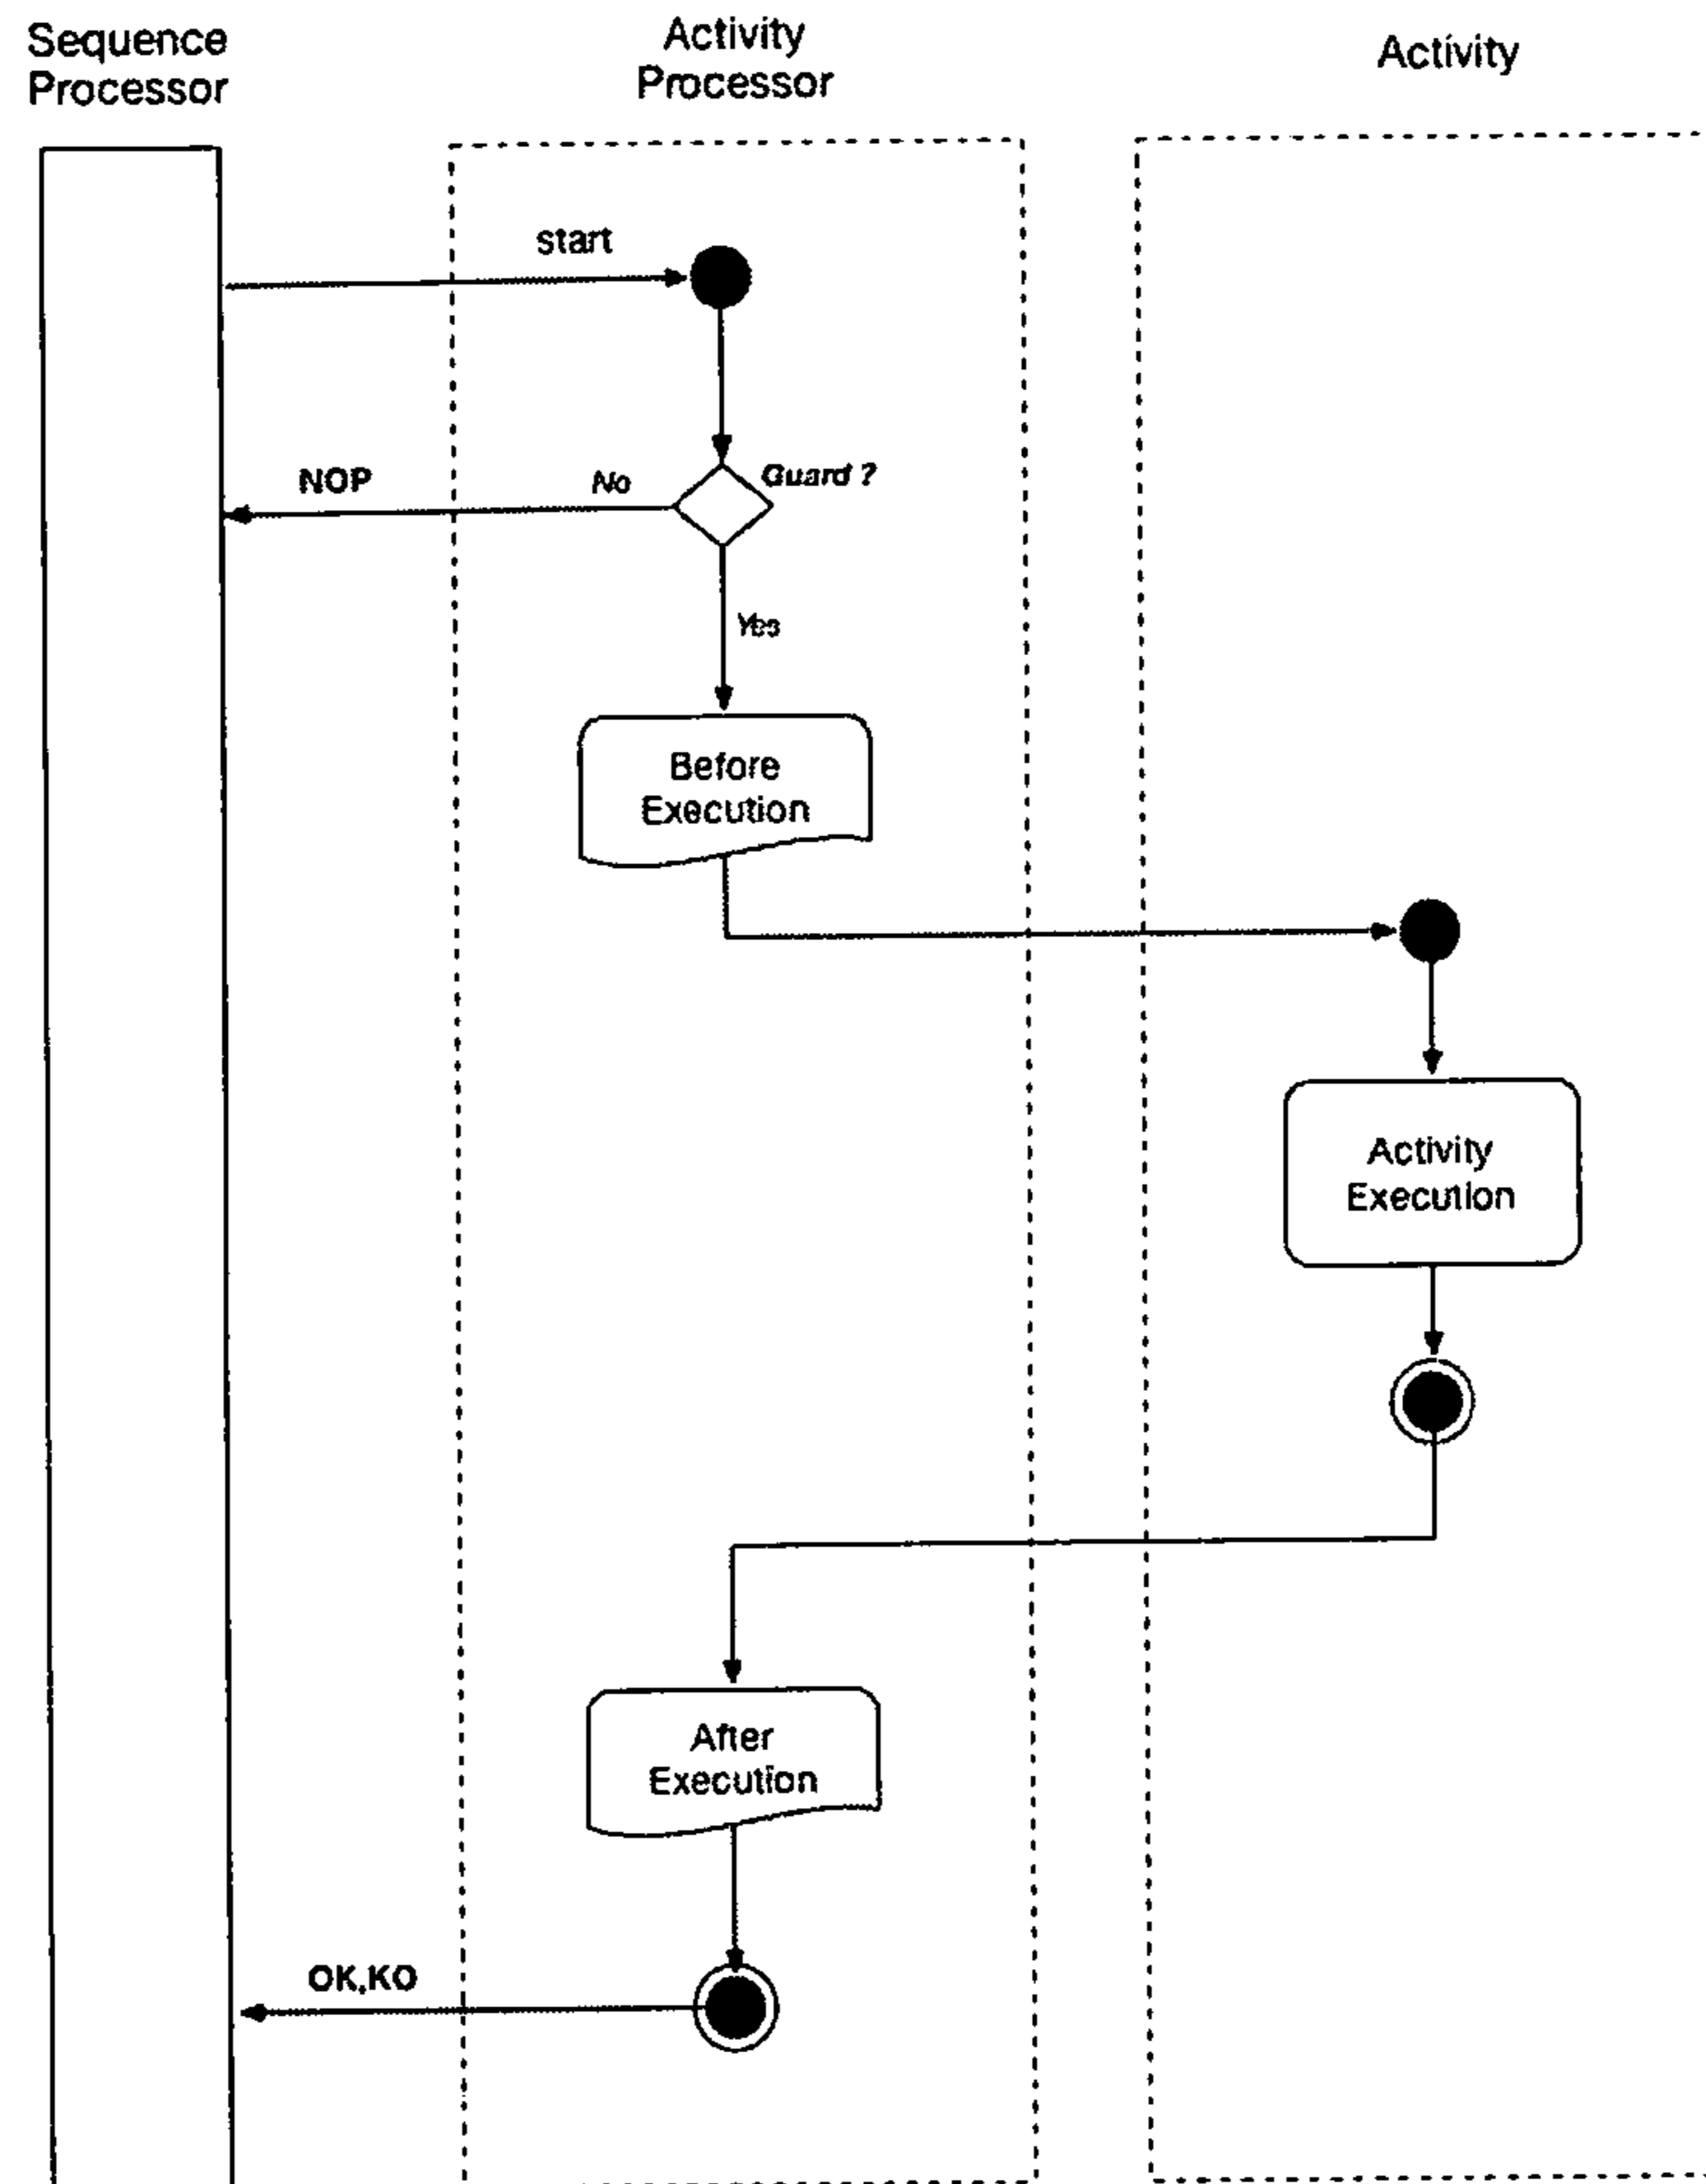 Sequence
Processor
Activity
Processor
Activity
start
NOP
No
Guard ?
Yes
Before
Execution
Activity
Execution
After
Execution
OK,KO